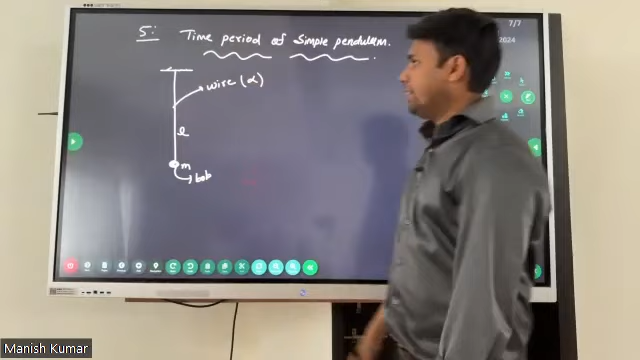 5:
Time period of Simple pendulum.
7/7
2024
wire (α)
l
m
bob
Manish Kumar